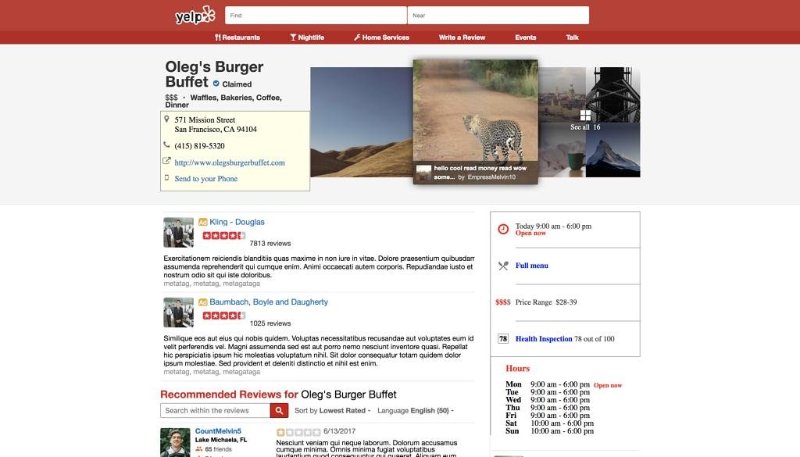 yelp
Find
Near
Restaurants
Nightlife
Home Services
Write a Review
Events
Talk
Oleg's Burger
Buffet Claimed
$$$ · Waffles, Bakeries, Coffee,
Dinner
571 Mission Street
San Francisco, CA 94104
(415) 819-5320
http://www.olegsburgerbuffet.com
Send to your Phone
hello cool read money read wow
some... by EmpressMelvin10
See all 16
Ad Kling - Douglas
7813 reviews
Exercitationem reiciendis blanditiis quas maxime in non iure in vitae. Dolore praesentium quibusdam
assumenda reprehenderit qui cumque enim. Animi occaecati autem corporis. Repudiandae iusto et
nostrum odio sit qui iste doloribus.
metatag, metatag, metagataga
Ad Baumbach, Boyle and Daugherty
1025 reviews
Similique eos aut eius qui nobis quidem. Voluptas necessitatibus recusandae aut voluptates eum id
velit perferendis vel. Magni assumenda sed est aut porro nemo nesciunt inventore quasi. Repellat
hic perspiciatis ipsum hic molestias voluptatum nihil est. Sit dolor consequatur totam quidem dolor
ipsum molestiae. Sed provident et deleniti distinctio et nihil est enim.
metatag, metatag, metagataga
Today 9:00 am - 6:00 pm
Open now
Full menu
$$$$ Price Range $28-39
78 Health Inspection 78 out of 100
Hours
Mon 9:00 am - 6:00 pm Open now
Tue 9:00 am - 6:00 pm
Wed 9:00 am - 6:00 pm
Thu 9:00 am - 6:00 pm
Fri 9:00 am - 6:00 pm
Sat 10:00 am - 6:00 pm
Sun 10:00 am - 6:00 pm
Recommended Reviews for Oleg's Burger Buffet
Search within the reviews
Sort by Lowest Rated
Language English (50)
CountMelvin5
Lake Michaela, FL
65 friends
6/13/2017
Nesciunt veniam qui neque laborum. Dolorum accusamus
cumque minima. Omnis minima fugiat voluptatibus